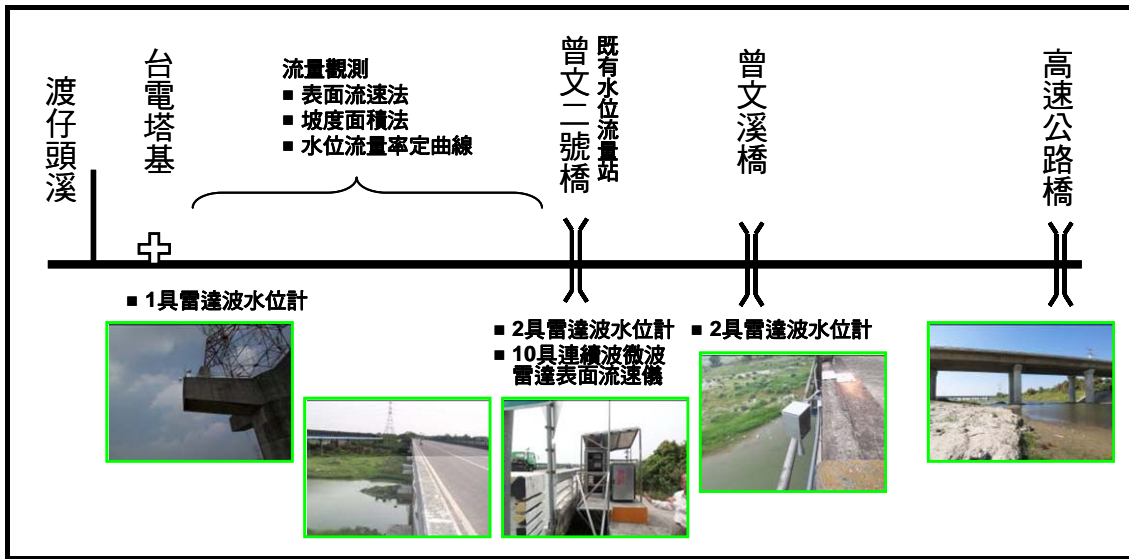 渡仔頭溪
台電塔基
流量觀測
■ 表面流速法
■ 坡度面積法
■ 水位流量率定曲線
曾文二號橋
既有水位流量站
曾文溪橋
高速公路橋
■ 1具雷達波水位計
■ 2具雷達波水位計
■ 10具連續波微波
雷達表面流速儀
■ 2具雷達波水位計